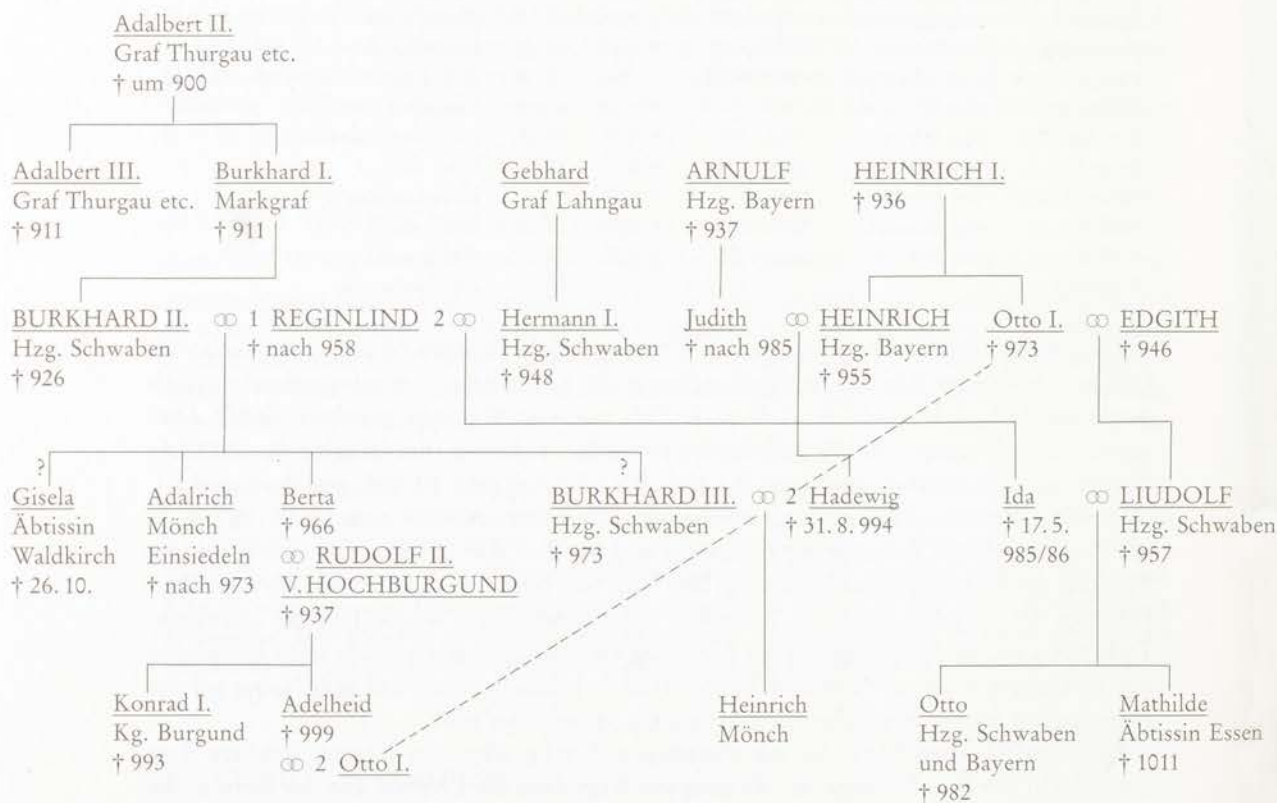 Adalbert II.
Graf Thurgau etc.
† um 900
Adalbert III.
Graf Thurgau etc.
† 911
Burkhard I.
Markgraf
† 911
Gebhard
Graf Lahngau
ARNULF
Hzg. Bayern
† 937
HEINRICH I.
† 936
BURKHARD II. ∞ 1 REGINLIND 2 ∞ Hermann I.
Hzg. Schwaben
† 926
† nach 958
Hzg. Schwaben
† 948
Judith ∞ HEINRICH
† nach 985
Hzg. Bayern
† 955
Otto I. ∞ EDGITH
† 973
† 946
?
Gisela
Äbtissin
Waldkirch
† 26. 10.
Adalrich
Mönch
Einsiedeln
† nach 973
Berta
† 966
∞ RUDOLF II.
V. HOCHBURGUND
† 937
?
BURKHARD III. ∞ 2 Hadewig
Hzg. Schwaben
† 973
† 31. 8. 994
Ida ∞ LIUDOLF
† 17. 5.
985/86
Hzg. Schwaben
† 957
Konrad I.
Kg. Burgund
† 993
Adelheid
† 999
∞ 2 Otto I.
Heinrich
Mönch
Otto
Hzg. Schwaben
und Bayern
† 982
Mathilde
Äbtissin Essen
† 1011